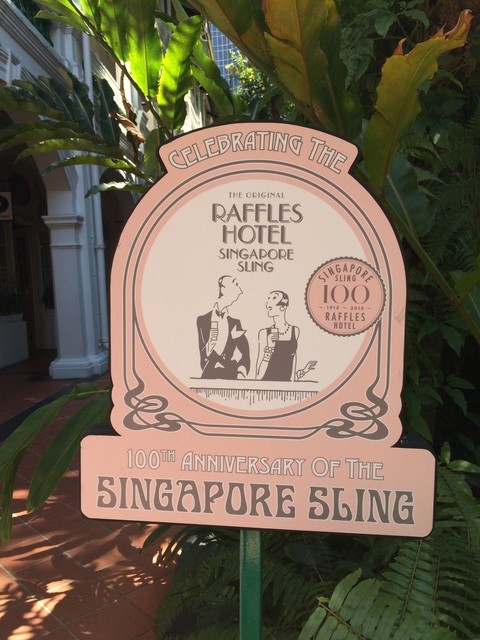 CELEBRATING THE
THE ORIGINAL
RAFFLES
HOTEL
SINGAPORE
SLING
SINGAPORE
SLING
100
1915 - 2015
RAFFLES
HOTEL
100TH ANNIVERSARY OF THE
SINGAPORE SLING